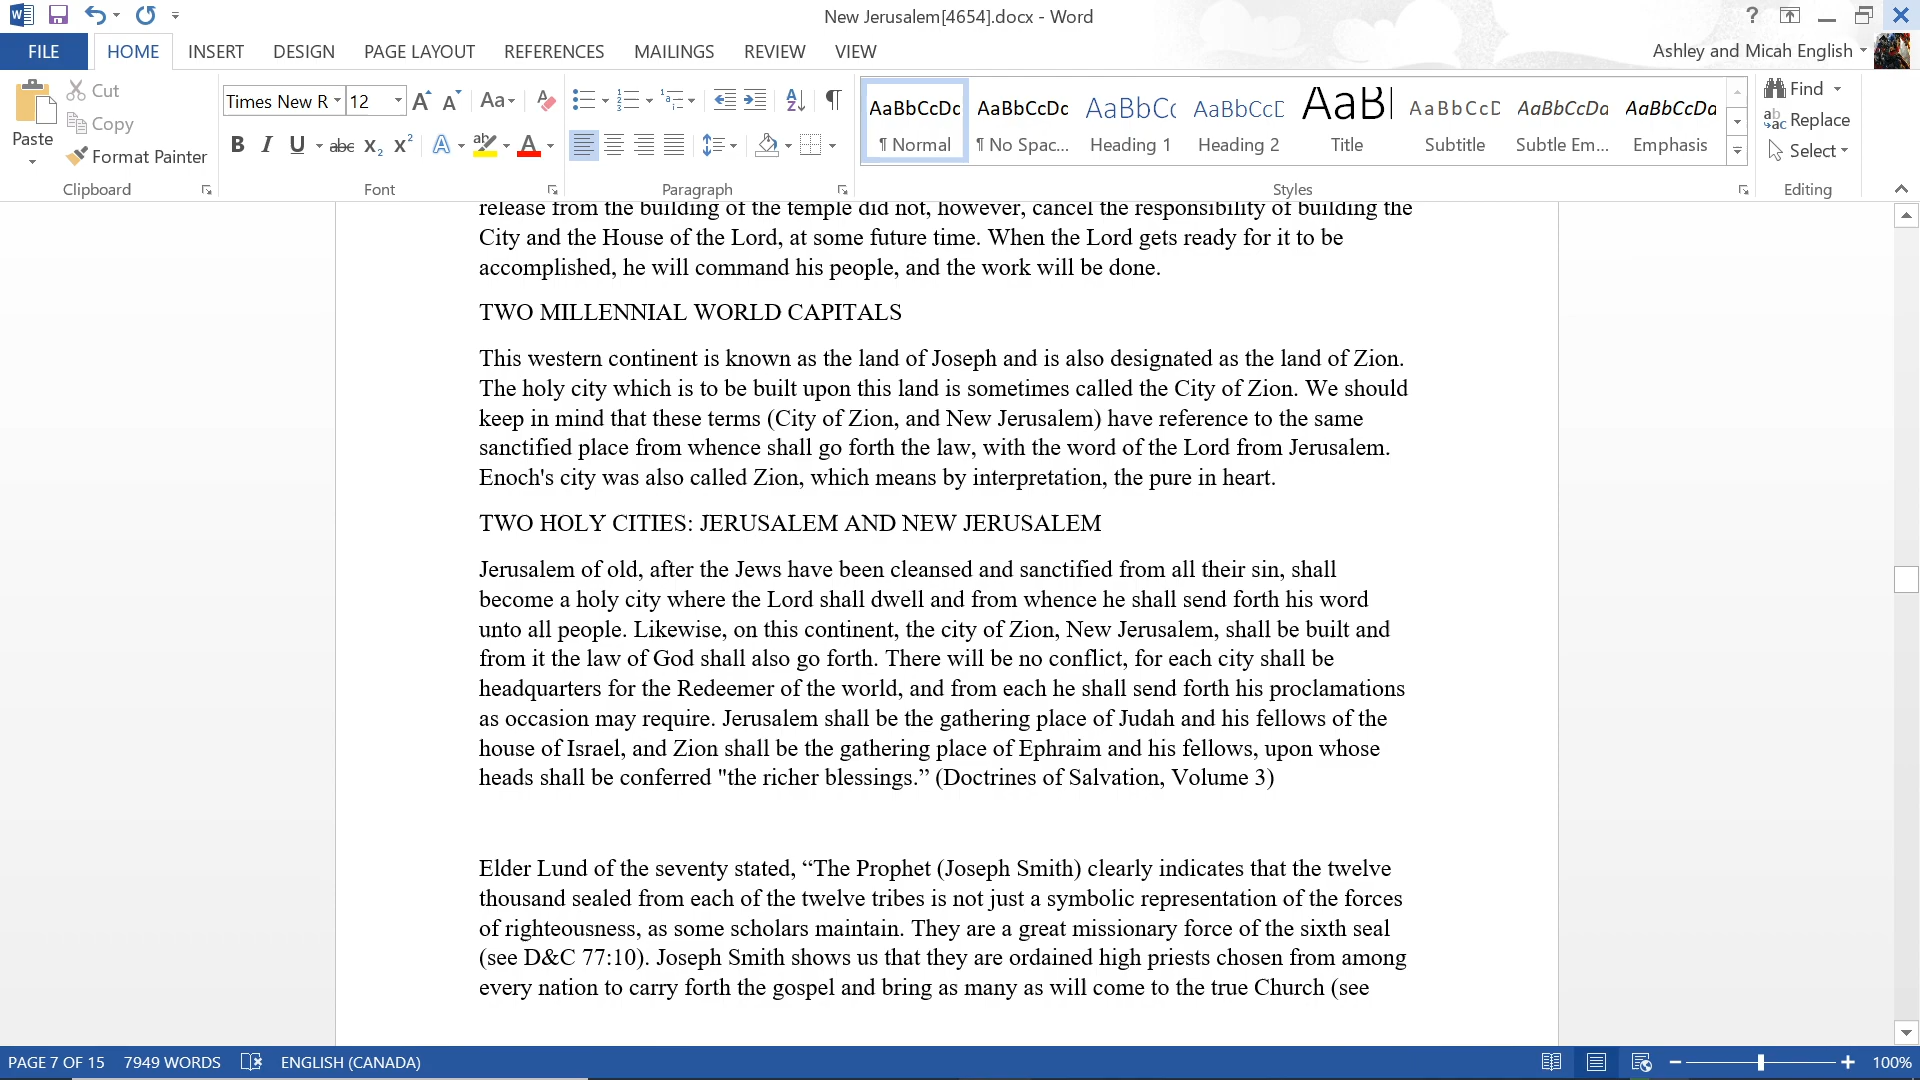 New Jerusalem[4654].docx - Word
FILE HOME INSERT DESIGN PAGE LAYOUT REFERENCES MAILINGS REVIEW VIEW
Ashley and Micah English
Paste
Cut
Copy
Format Painter
Clipboard
Times New R 12
Font
Paragraph
AaBbCcDc AaBbCcDc AaBbC AaBbCcD AaBl AaBbCcD AaBbCcDa AaBbCcDa
¶ Normal ¶ No Spac... Heading 1 Heading 2 Title Subtitle Subtle Em... Emphasis
Styles
Find
Replace
Select
Editing
release from the building of the temple did not, however, cancel the responsibility of building the
City and the House of the Lord, at some future time. When the Lord gets ready for it to be
accomplished, he will command his people, and the work will be done.
TWO MILLENNIAL WORLD CAPITALS
This western continent is known as the land of Joseph and is also designated as the land of Zion.
The holy city which is to be built upon this land is sometimes called the City of Zion. We should
keep in mind that these terms (City of Zion, and New Jerusalem) have reference to the same
sanctified place from whence shall go forth the law, with the word of the Lord from Jerusalem.
Enoch's city was also called Zion, which means by interpretation, the pure in heart.
TWO HOLY CITIES: JERUSALEM AND NEW JERUSALEM
Jerusalem of old, after the Jews have been cleansed and sanctified from all their sin, shall
become a holy city where the Lord shall dwell and from whence he shall send forth his word
unto all people. Likewise, on this continent, the city of Zion, New Jerusalem, shall be built and
from it the law of God shall also go forth. There will be no conflict, for each city shall be
headquarters for the Redeemer of the world, and from each he shall send forth his proclamations
as occasion may require. Jerusalem shall be the gathering place of Judah and his fellows of the
house of Israel, and Zion shall be the gathering place of Ephraim and his fellows, upon whose
heads shall be conferred "the richer blessings.” (Doctrines of Salvation, Volume 3)
Elder Lund of the seventy stated, “The Prophet (Joseph Smith) clearly indicates that the twelve
thousand sealed from each of the twelve tribes is not just a symbolic representation of the forces
of righteousness, as some scholars maintain. They are a great missionary force of the sixth seal
(see D&C 77:10). Joseph Smith shows us that they are ordained high priests chosen from among
every nation to carry forth the gospel and bring as many as will come to the true Church (see
PAGE 7 OF 15 7949 WORDS ENGLISH (CANADA) 100%